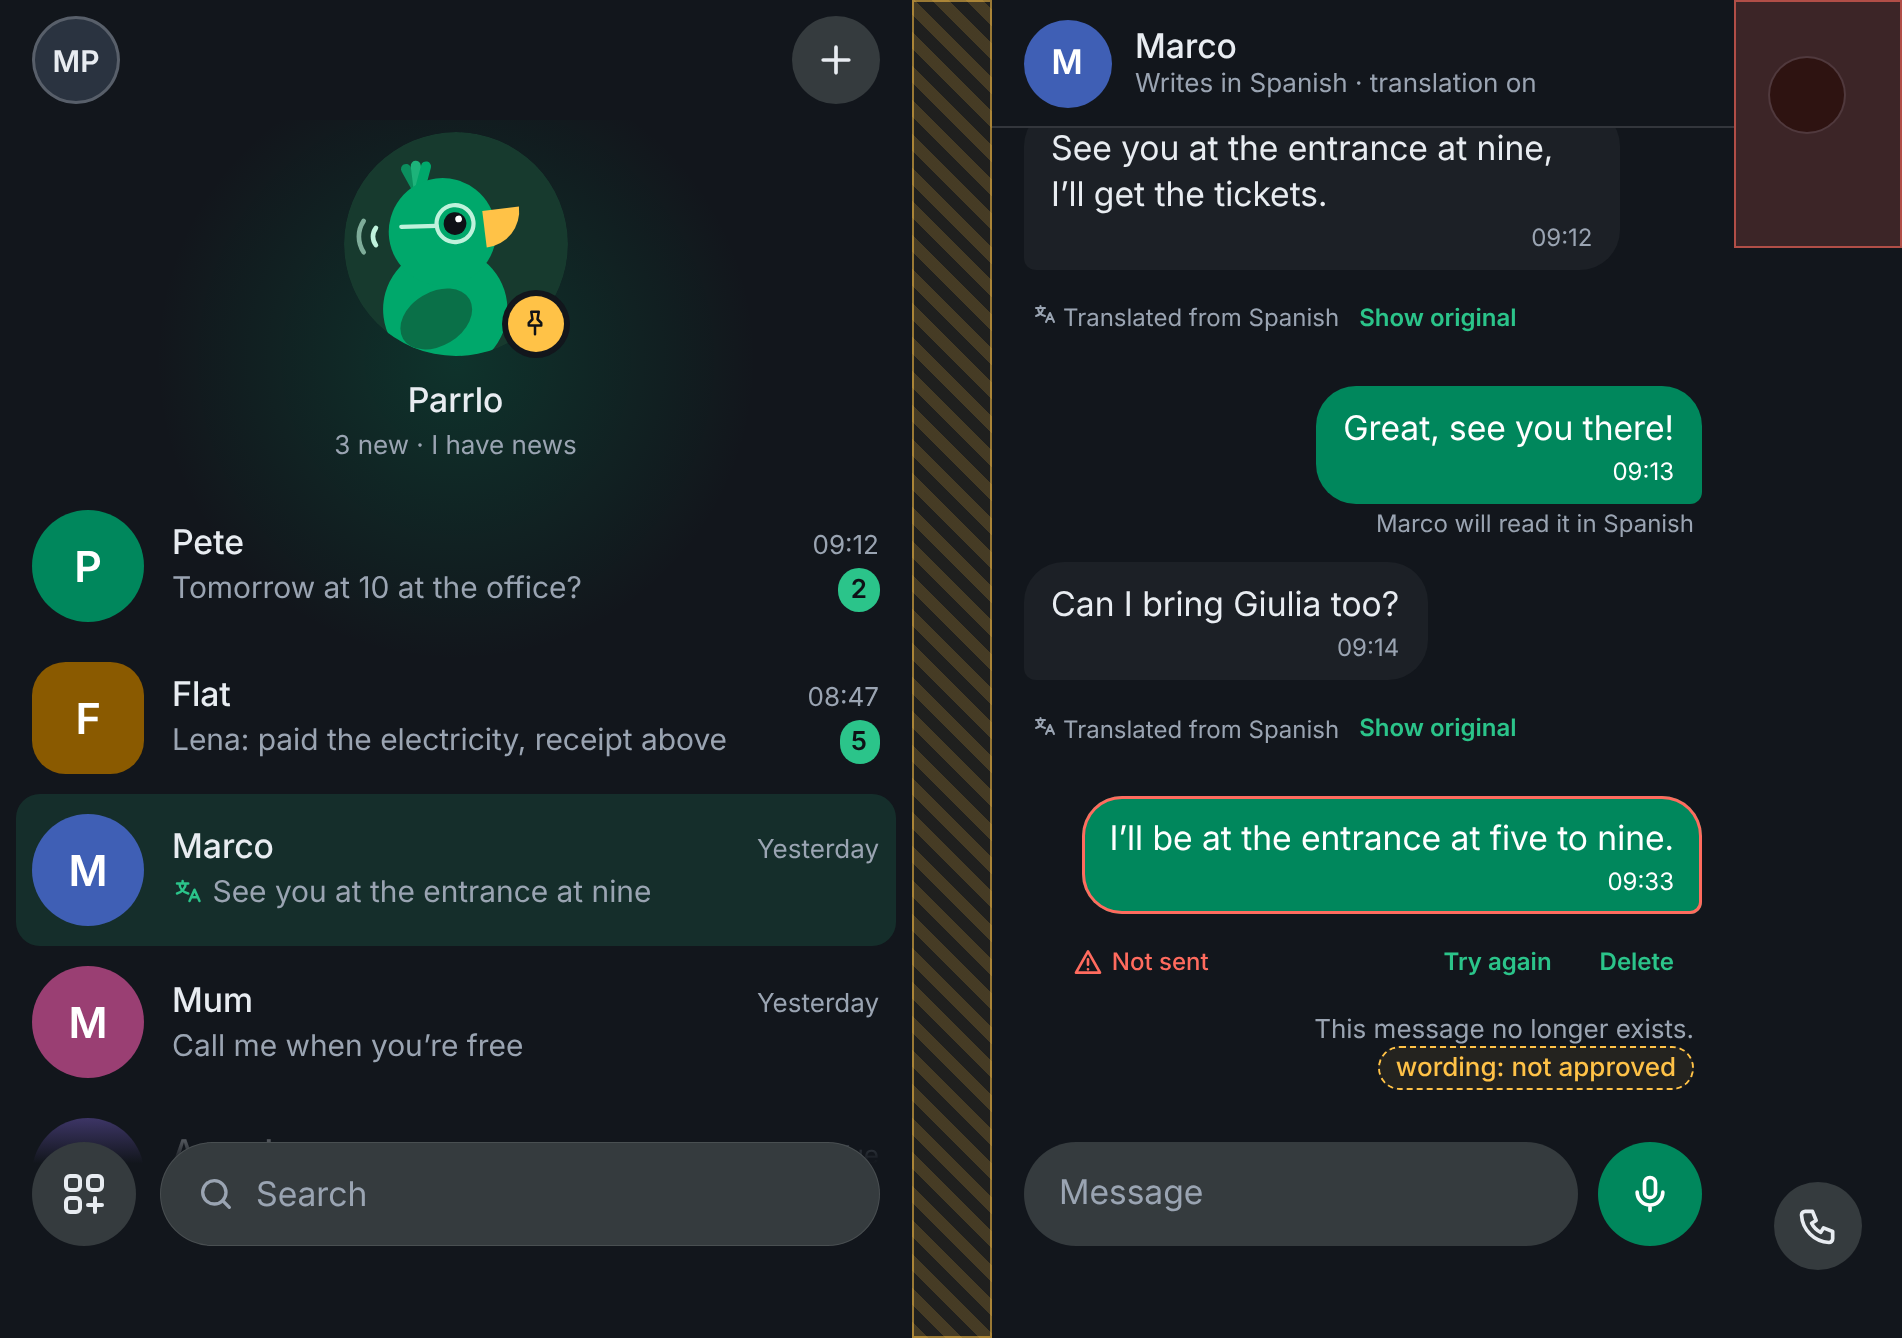 MP
Parrlo
3 new · I have news
P
Pete
09:12
Tomorrow at 10 at the office?
2
F
Flat
08:47
Lena: paid the electricity, receipt above
5
M
Marco
Yesterday
See you at the entrance at nine
M
Mum
Yesterday
Call me when you’re free
Search
M
Marco
Writes in Spanish · translation on
See you at the entrance at nine,
I’ll get the tickets.
09:12
Translated from Spanish Show original
Great, see you there!
09:13
Marco will read it in Spanish
Can I bring Giulia too?
09:14
Translated from Spanish Show original
I’ll be at the entrance at five to nine.
09:33
Not sent Try again Delete
This message no longer exists.
wording: not approved
Message